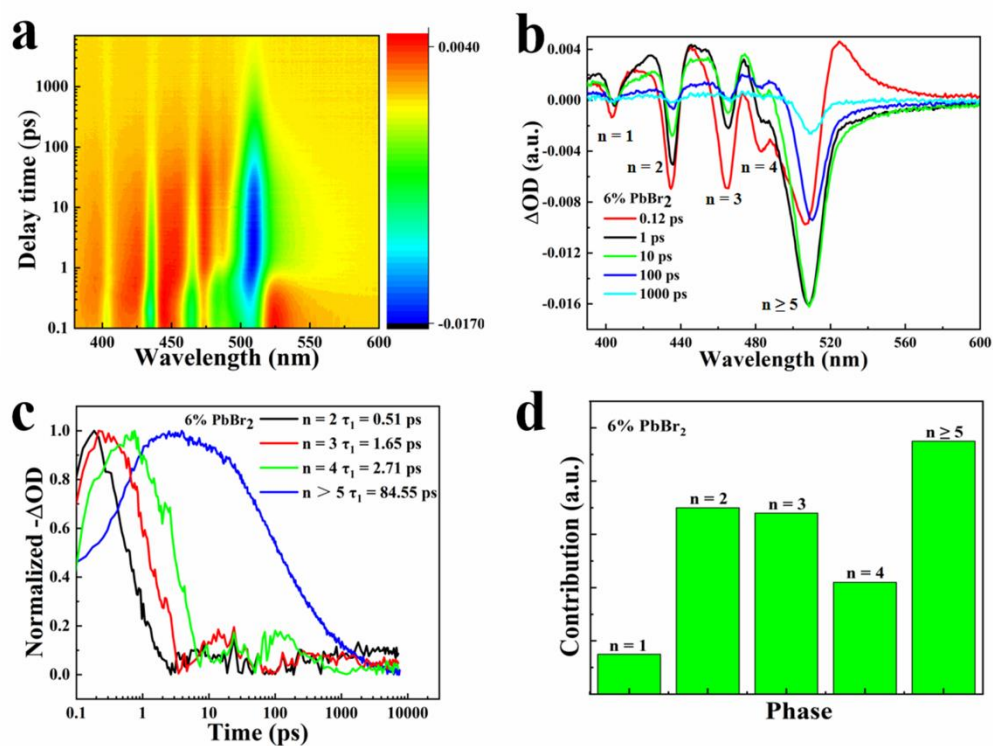 a
0.0040
-0.0170
1000
100
10
1
0.1
Delay time (ps)
400
450
500
550
600
Wavelength (nm)
b
0.004
0.000
-0.004
-0.008
-0.012
-0.016
ΔOD (a.u.)
n = 1
n = 2
n = 3
n = 4
n ≥ 5
6% PbBr2
0.12 ps
1 ps
10 ps
100 ps
1000 ps
400
440
480
520
560
600
Wavelength (nm)
c
6% PbBr2
n = 2 τ1 = 0.51 ps
n = 3 τ1 = 1.65 ps
n = 4 τ1 = 2.71 ps
n > 5 τ1 = 84.55 ps
1.0
0.8
0.6
0.4
0.2
0.0
Normalized -ΔOD
0.1
1
10
100
1000
10000
Time (ps)
d
6% PbBr2
n = 1
n = 2
n = 3
n = 4
n ≥ 5
Contribution (a.u.)
Phase